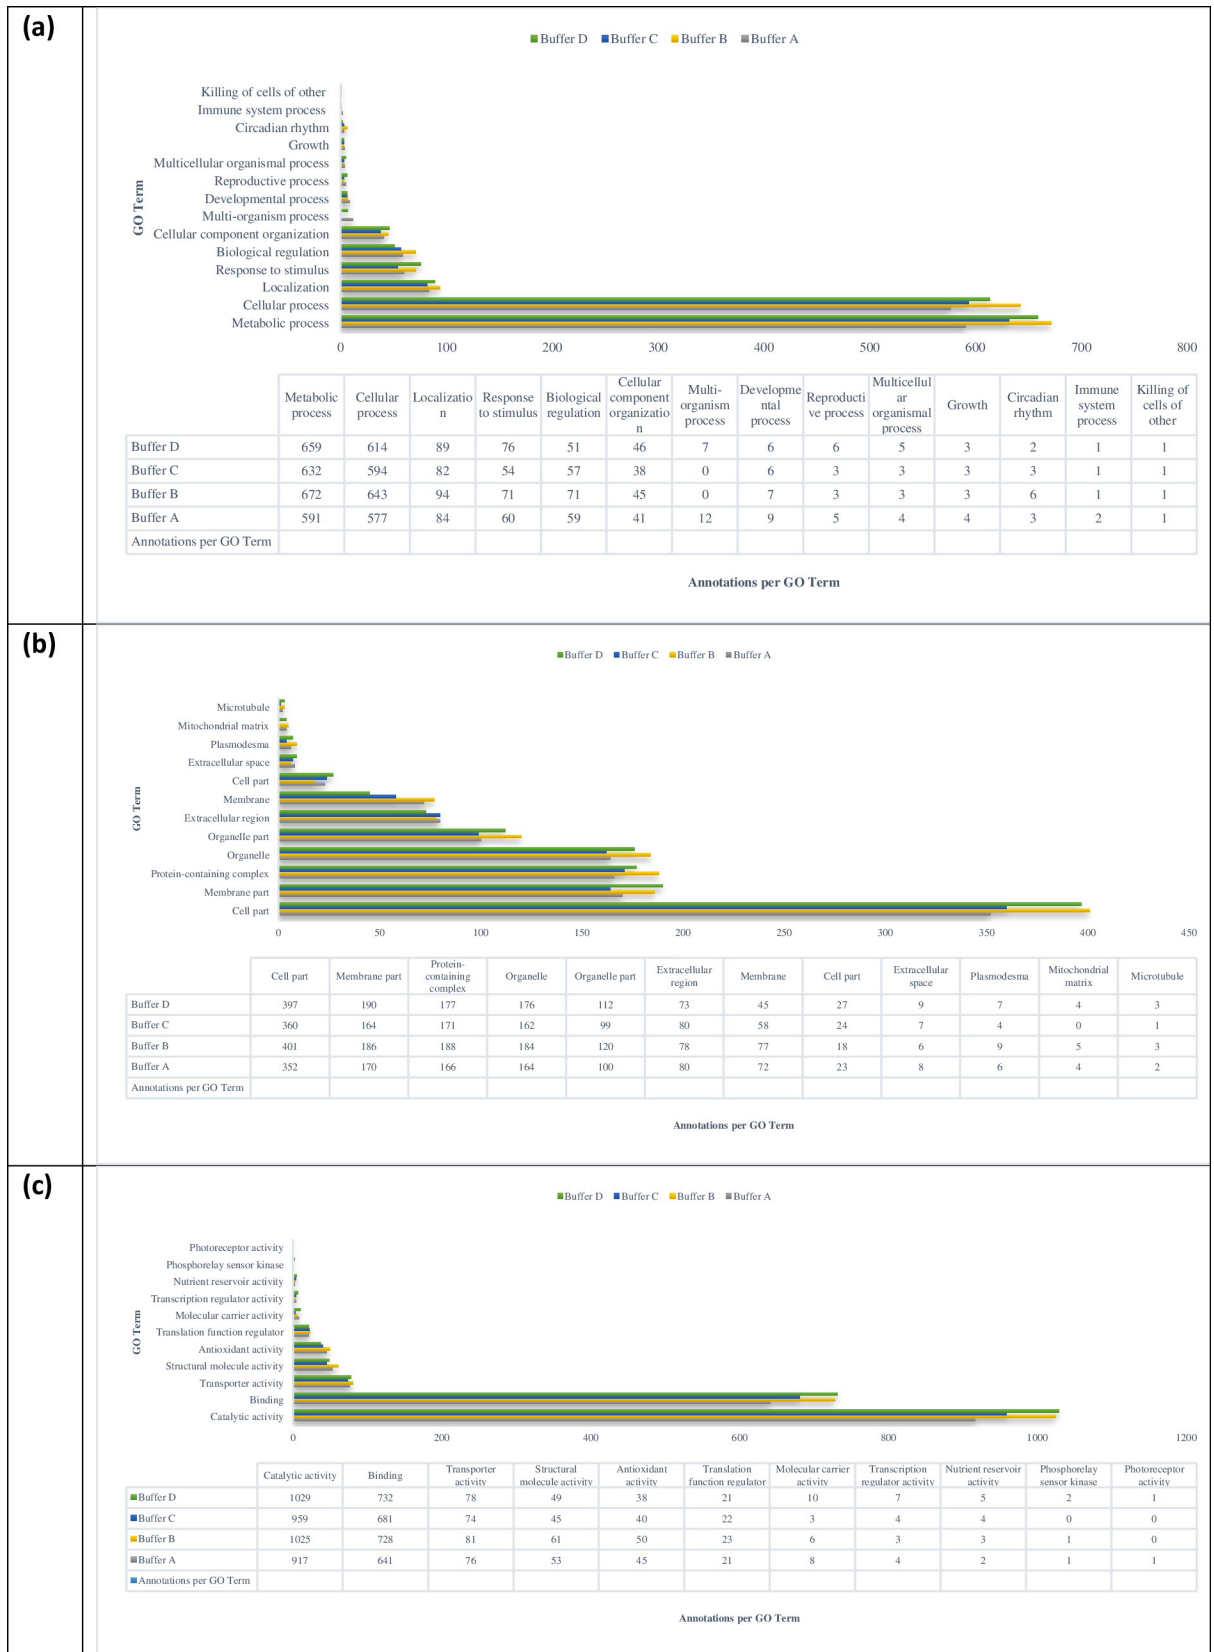 (a)
Buffer D Buffer C Buffer B Buffer A
GO Term
Killing of cells of other
Immune system process
Circadian rhythm
Growth
Multicellular organismal process
Reproductive process
Developmental process
Multi-organism process
Cellular component organization
Biological regulation
Response to stimulus
Localization
Cellular process
Metabolic process
0 100 200 300 400 500 600 700 800
Metabolic process Cellular process Localizatio n Response to stimulus Biological regulation Cellular component organizatio n Multi-organism process Developme ntal process Reproducti ve process Multicellul ar organismal process Growth Circadian rhythm Immune system process Killing of cells of other
Buffer D 659 614 89 76 51 46 7 6 6 5 3 2 1 1
Buffer C 632 594 82 54 57 38 0 6 3 3 3 3 1 1
Buffer B 672 643 94 71 71 45 0 7 3 3 3 6 1 1
Buffer A 591 577 84 60 59 41 12 9 5 4 4 3 2 1
Annotations per GO Term
Annotations per GO Term
(b)
Buffer D Buffer C Buffer B Buffer A
GO Term
Microtubule
Mitochondrial matrix
Plasmodesma
Extracellular space
Cell part
Membrane
Extracellular region
Organelle part
Organelle
Protein-containing complex
Membrane part
Cell part
0 50 100 150 200 250 300 350 400 450
Cell part Membrane part Protein-containing complex Organelle Organelle part Extracellular region Membrane Cell part Extracellular space Plasmodesma Mitochondrial matrix Microtubule
Buffer D 397 190 177 176 112 73 45 27 9 7 4 3
Buffer C 360 164 171 162 99 80 58 24 7 4 0 1
Buffer B 401 186 188 184 120 78 77 18 6 9 5 3
Buffer A 352 170 166 164 100 80 72 23 8 6 4 2
Annotations per GO Term
Annotations per GO Term
(c)
Buffer D Buffer C Buffer B Buffer A
GO Term
Photoreceptor activity
Phosphorelay sensor kinase
Nutrient reservoir activity
Transcription regulator activity
Molecular carrier activity
Translation function regulator
Antioxidant activity
Structural molecule activity
Transporter activity
Binding
Catalytic activity
0 200 400 600 800 1000 1200
Catalytic activity Binding Transporter activity Structural molecule activity Antioxidant activity Translation function regulator Molecular carrier activity Transcription regulator activity Nutrient reservoir activity Phosphorelay sensor kinase Photoreceptor activity
Buffer D 1029 732 78 49 38 21 10 7 5 2 1
Buffer C 959 681 74 45 40 22 3 4 4 0 0
Buffer B 1025 728 81 61 50 23 6 3 3 1 0
Buffer A 917 641 76 53 45 21 8 4 2 1 1
Annotations per GO Term
Annotations per GO Term